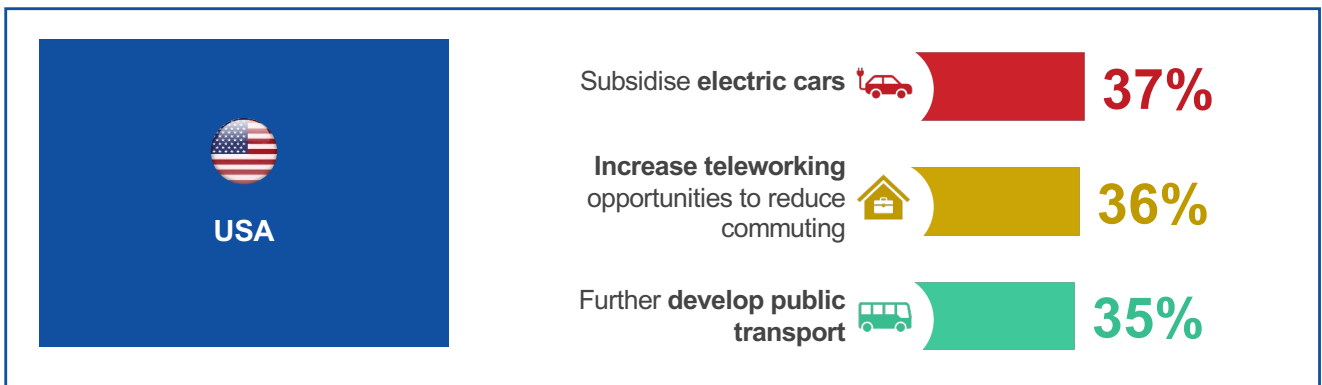 USA
Subsidise electric cars
37%
Increase teleworking
opportunities to reduce
commuting
36%
Further develop public
transport
35%